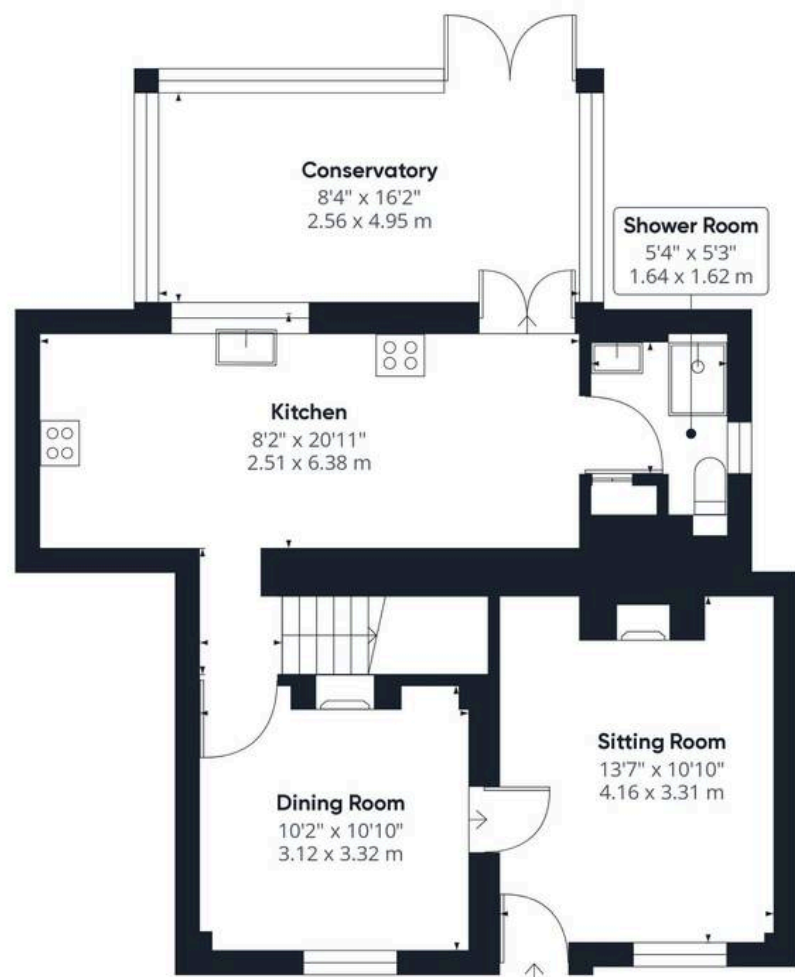 Conservatory
8'4" x 16'2"
2.56 x 4.95 m
Shower Room
5'4" x 5'3"
1.64 x 1.62 m
Kitchen
8'2" x 20'11"
2.51 x 6.38 m
Sitting Room
13'7" x 10'10"
4.16 x 3.31 m
Dining Room
10'2" x 10'10"
3.12 x 3.32 m